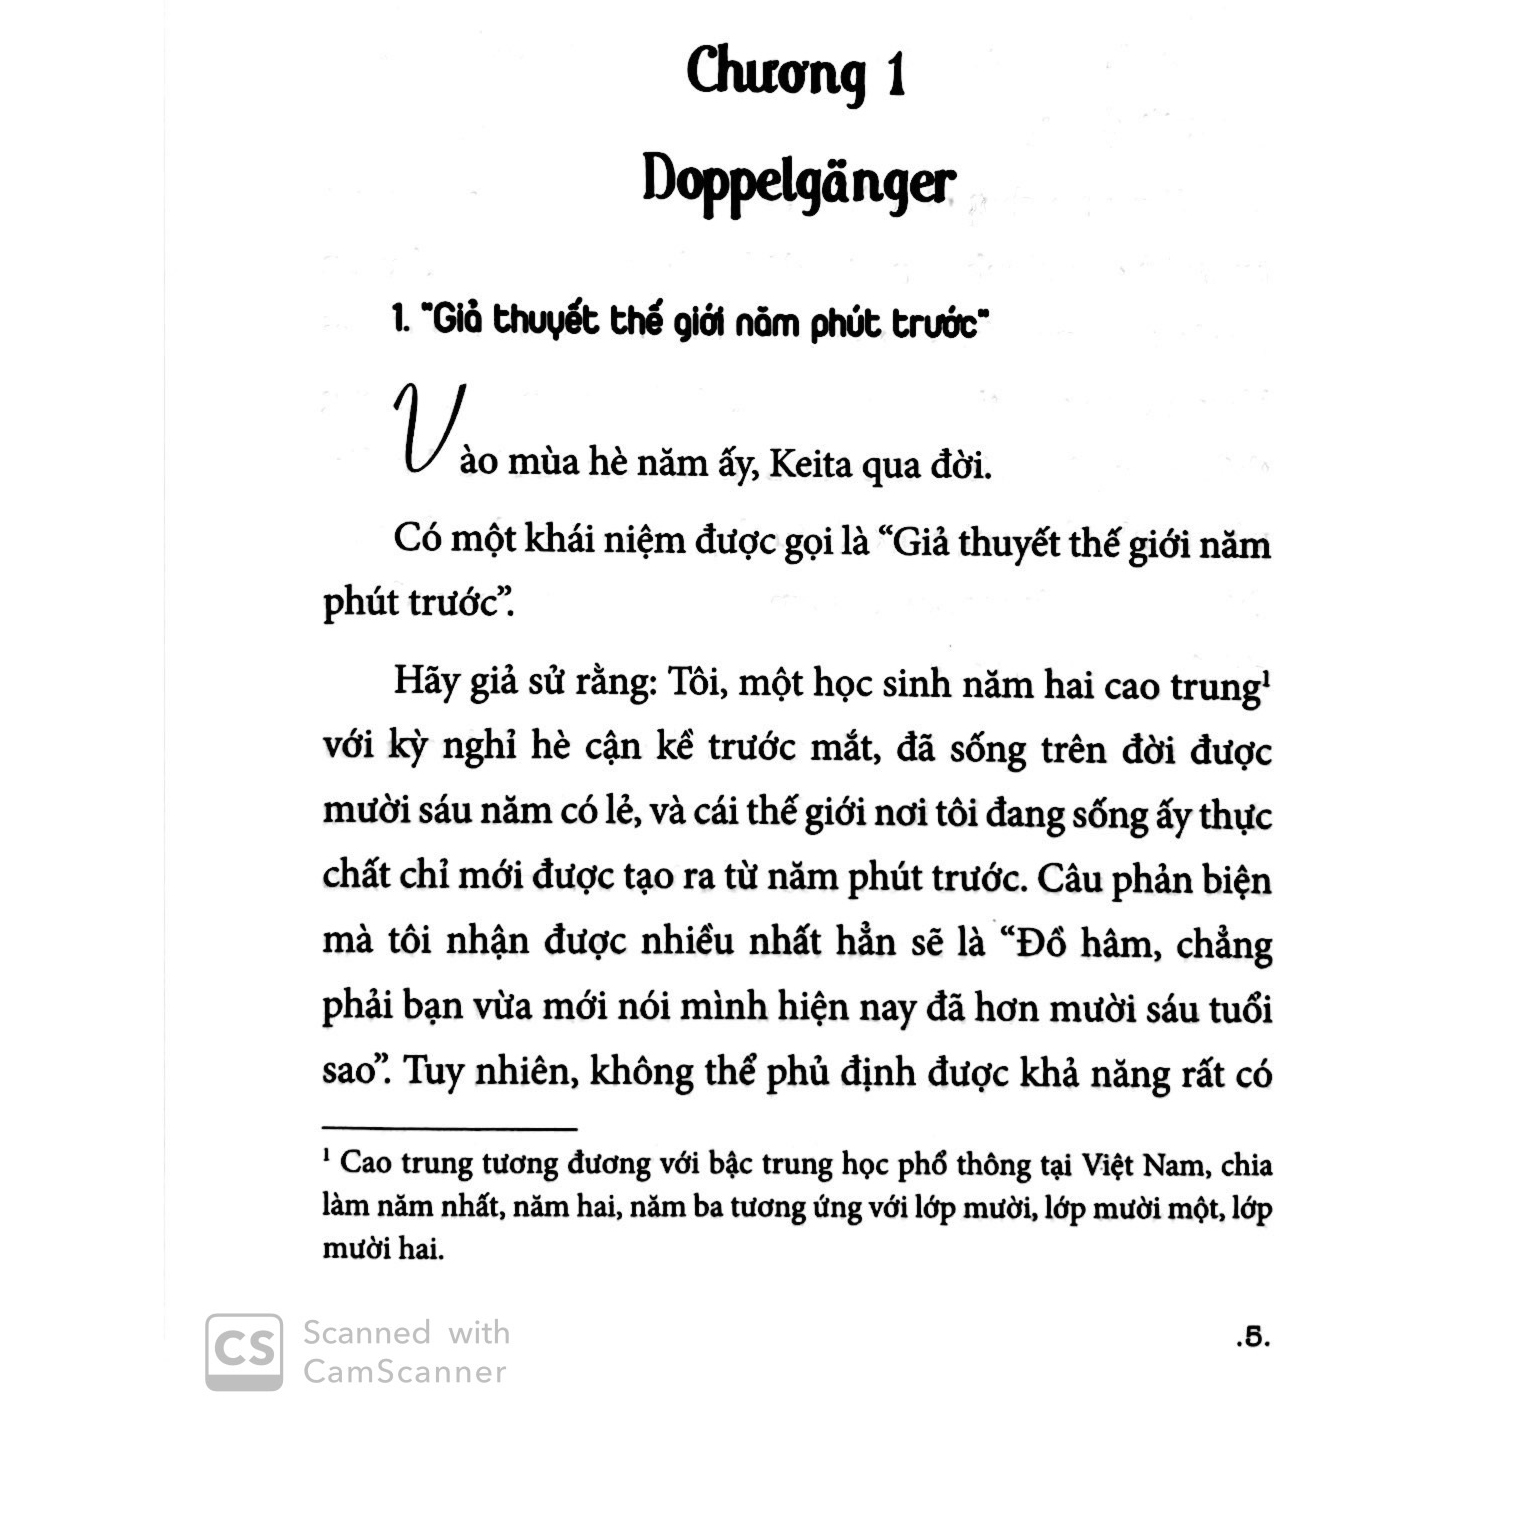 Chương 1
Doppelgänger
1. "Giả thuyết thế giới năm phút trước"
Vào mùa hè năm ấy, Keita qua đời.
Có một khái niệm được gọi là “Giả thuyết thế giới năm
phút trước”.
Hãy giả sử rằng: Tôi, một học sinh năm hai cao trung¹
với kỳ nghỉ hè cận kề trước mắt, đã sống trên đời được
mười sáu năm có lẻ, và cái thế giới nơi tôi đang sống ấy thực
chất chỉ mới được tạo ra từ năm phút trước. Câu phản biện
mà tôi nhận được nhiều nhất hẳn sẽ là “Đồ hâm, chẳng
phải bạn vừa mới nói mình hiện nay đã hơn mười sáu tuổi
sao”. Tuy nhiên, không thể phủ định được khả năng rất có
¹ Cao trung tương đương với bậc trung học phổ thông tại Việt Nam, chia
làm năm nhất, năm hai, năm ba tương ứng với lớp mười, lớp mười một, lớp
mười hai.
.5.
CS Scanned with
CamScanner